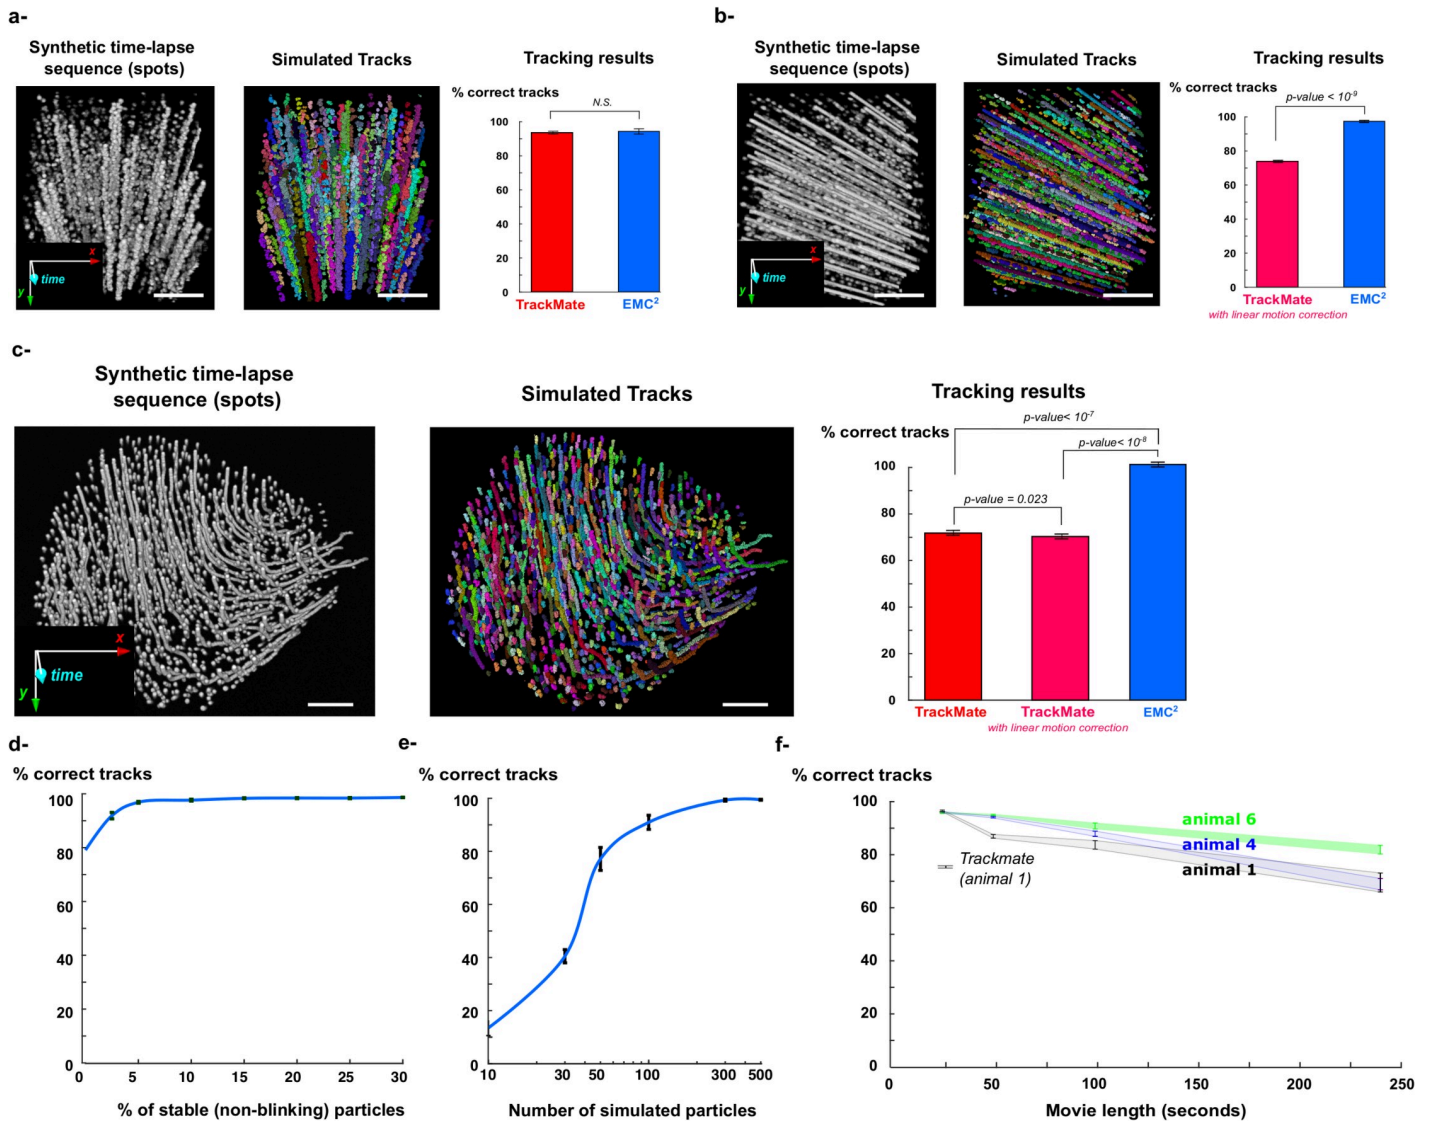 a-
Synthetic time-lapse
sequence (spots)
Simulated Tracks
Tracking results
% correct tracks
N.S.
100
80
60
40
20
0
TrackMate
EMC²
x
time
y
b-
Synthetic time-lapse
sequence (spots)
Simulated Tracks
Tracking results
% correct tracks
p-value < 10⁻⁹
100
80
60
40
20
0
TrackMate
with linear motion correction
EMC²
x
time
y
c-
Synthetic time-lapse
sequence (spots)
Simulated Tracks
Tracking results
% correct tracks
p-value< 10⁻⁷
p-value< 10⁻⁸
p-value = 0.023
100
80
60
40
20
0
TrackMate
TrackMate
with linear motion correction
EMC²
x
time
y
d-
% correct tracks
100
80
60
40
20
0
0 5 10 15 20 25 30
% of stable (non-blinking) particles
e-
% correct tracks
100
80
60
40
20
0
10 30 50 100 300 500
Number of simulated particles
f-
% correct tracks
100
80
60
40
20
0
animal 6
animal 4
animal 1
Trackmate
(animal 1)
0 50 100 150 200 250
Movie length (seconds)